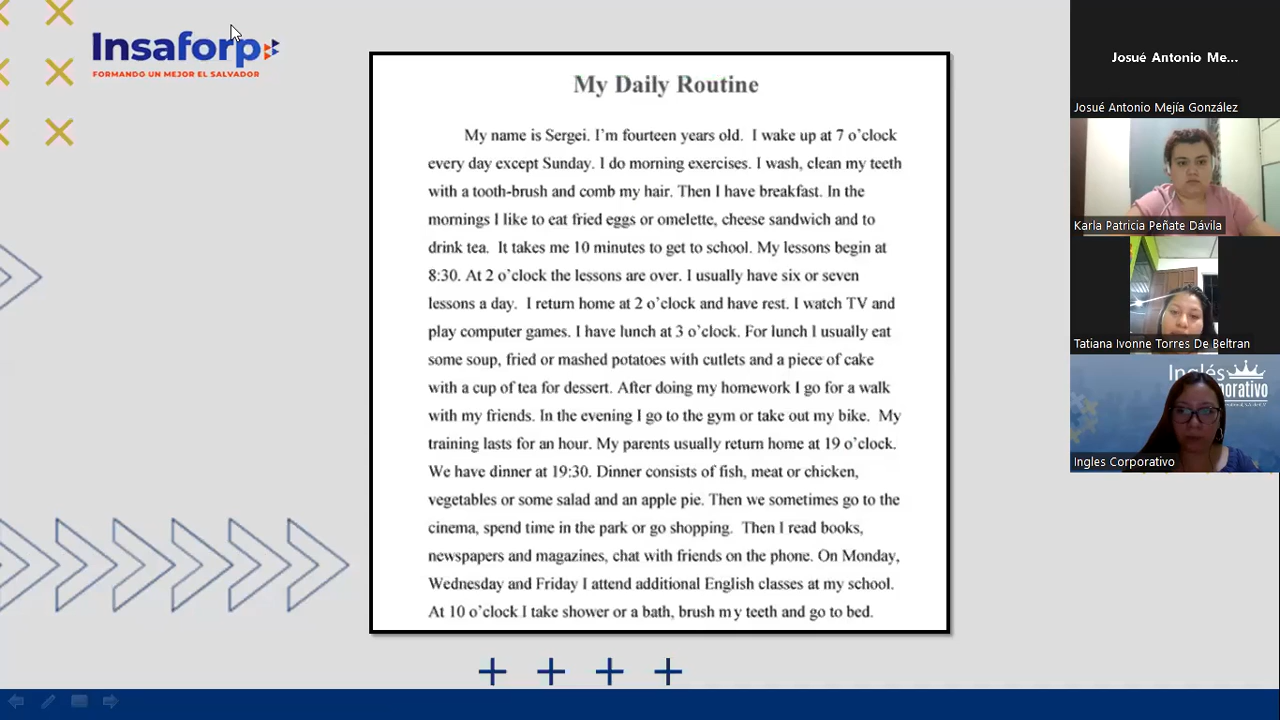 Insaforp
FORMANDO UN MEJOR EL SALVADOR
My Daily Routine
My name is Sergei. I'm fourteen years old. I wake up at 7 o'clock
every day except Sunday. I do morning exercises. I wash, clean my teeth
with a tooth-brush and comb my hair. Then I have breakfast. In the
mornings I like to eat fried eggs or omelette, cheese sandwich and to
drink tea. It takes me 10 minutes to get to school. My lessons begin at
8:30. At 2 o'clock the lessons are over. I usually have six or seven
lessons a day. I return home at 2 o'clock and have rest. I watch TV and
play computer games. I have lunch at 3 o'clock. For lunch I usually eat
some soup, fried or mashed potatoes with cutlets and a piece of cake
with a cup of tea for dessert. After doing my homework I go for a walk
with my friends. In the evening I go to the gym or take out my bike. My
training lasts for an hour. My parents usually return home at 19 o'clock.
We have dinner at 19:30. Dinner consists of fish, meat or chicken,
vegetables or some salad and an apple pie. Then we sometimes go to the
cinema, spend time in the park or go shopping. Then I read books,
newspapers and magazines, chat with friends on the phone. On Monday,
Wednesday and Friday I attend additional English classes at my school.
At 10 o'clock I take shower or a bath, brush my teeth and go to bed.
Josué Antonio Me...
Josué Antonio Mejía González
Karla Patricia Peñate Dávila
Tatiana Ivonne Torres De Beltran
Inglés
Ingles Corporativo